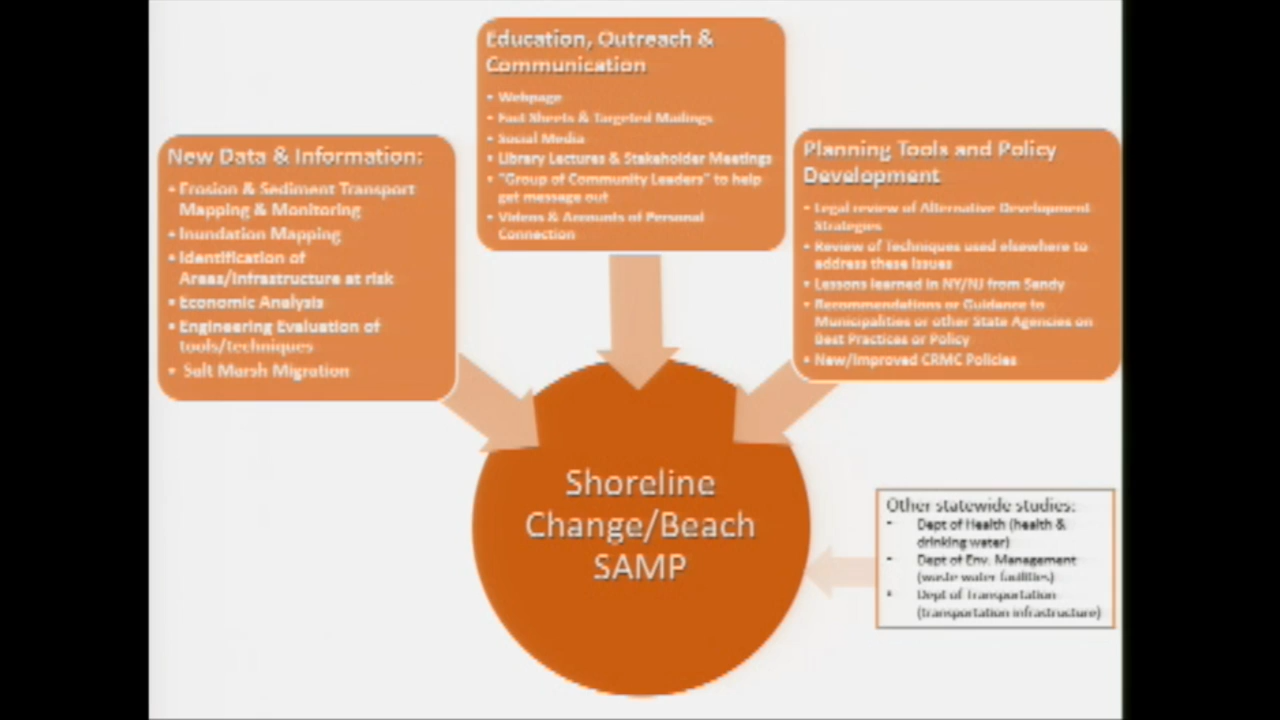 Education, Outreach &
Communication
• Webpage
• Fact Sheets & Targeted Mailings
• Social Media
• Library Lectures & Stakeholder Meetings
• "Group of Community Leaders" to help
get message out
• Videos & Accounts of Personal
Connection
New Data & Information:
• Erosion & Sediment Transport
Mapping & Monitoring
• Inundation Mapping
• Identification of
Areas/Infrastructure at risk
• Economic Analysis
• Engineering Evaluation of
tools/techniques
• Salt Marsh Migration
Planning Tools and Policy
Development
• Legal review of Alternative Development
Strategies
• Review of Techniques used elsewhere to
address these issues
• Lessons learned in NY/NJ from Sandy
• Recommendations or Guidance to
Municipalities or other State Agencies on
Best Practices or Policy
• New/Improved CRMC Policies
Shoreline
Change/Beach
SAMP
Other statewide studies:
• Dept of Health (health &
drinking water)
• Dept of Env. Management
(waste water facilities)
• Dept of Transportation
(transportation infrastructure)